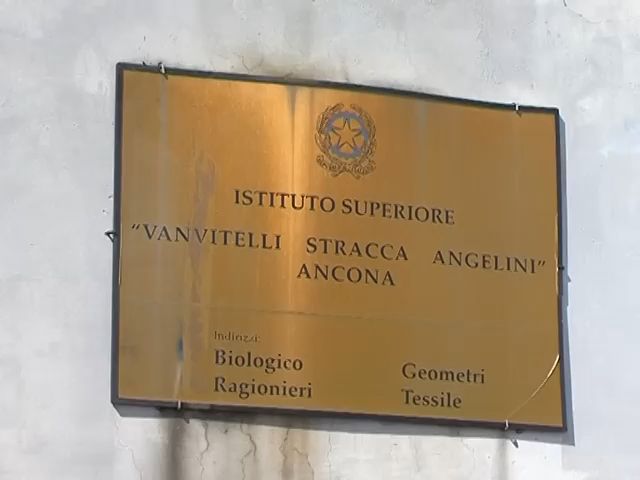 ISTITUTO SUPERIORE
"VANVITELLI STRACCA ANGELINI"
ANCONA
Indirizzi:
Biologico Geometri
Ragionieri Tessile